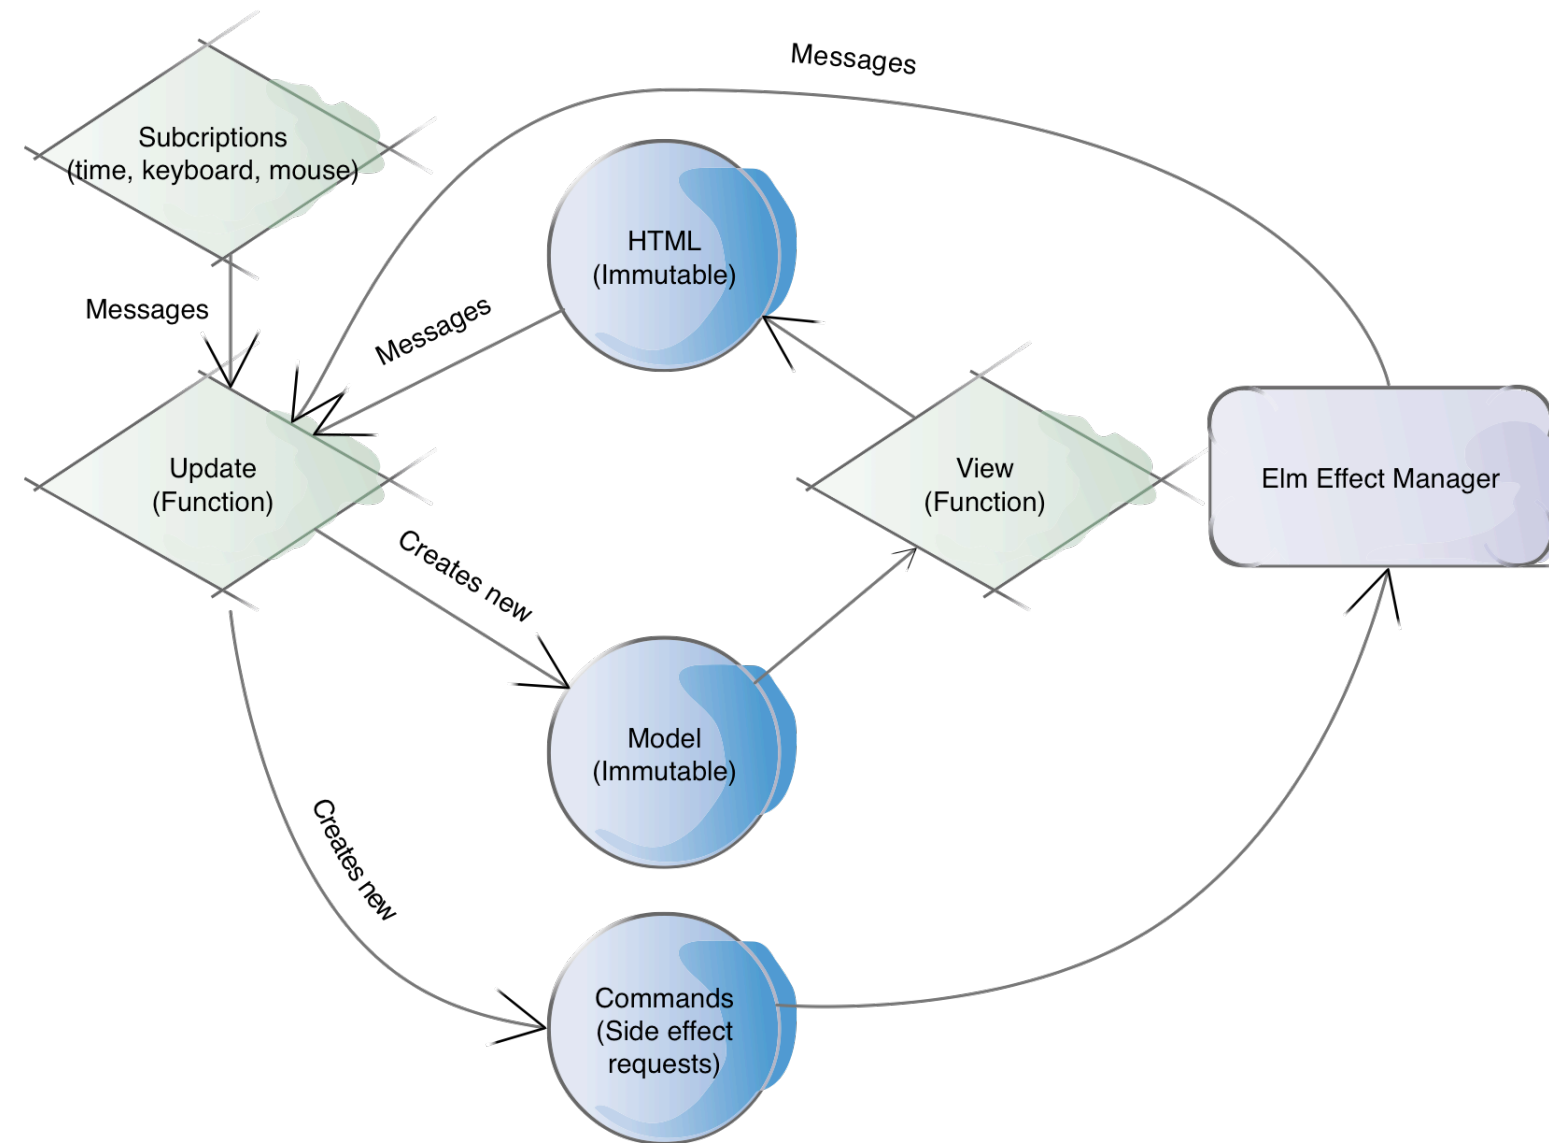 Messages
Subcriptions
(time, keyboard, mouse)
HTML
(Immutable)
Messages
Messages
Update
(Function)
View
(Function)
Elm Effect Manager
Creates new
Model
(Immutable)
Creates new
Commands
(Side effect
requests)